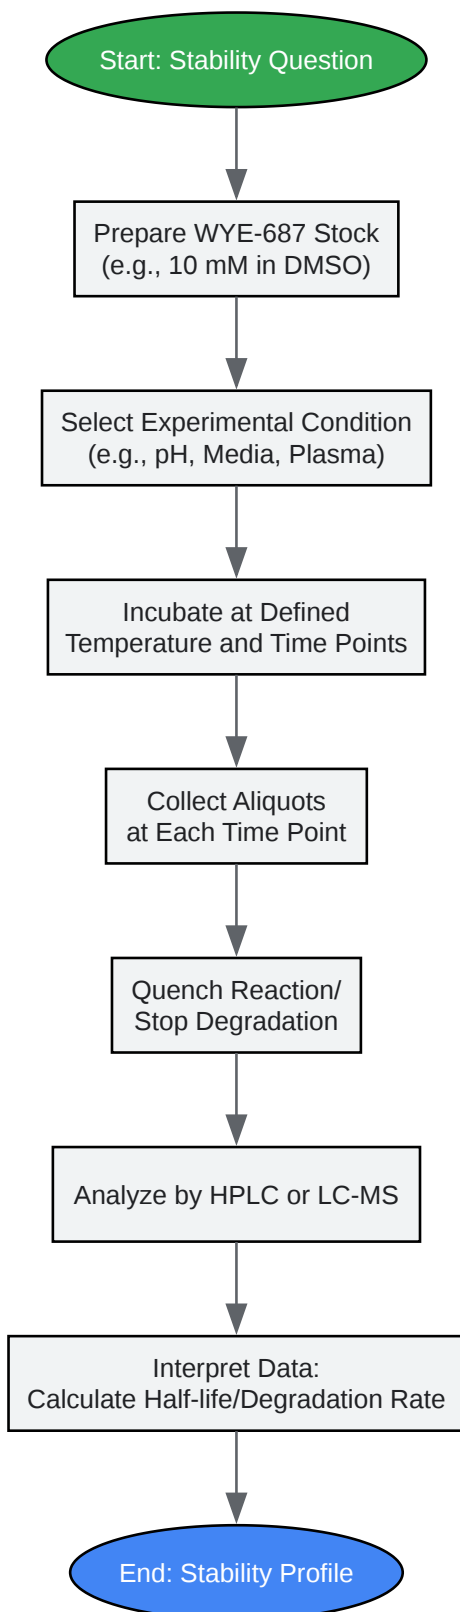 Start: Stability Question
Prepare WYE-687 Stock
(e.g., 10 mM in DMSO)
Select Experimental Condition
(e.g., pH, Media, Plasma)
Incubate at Defined
Temperature and Time Points
Collect Aliquots
at Each Time Point
Quench Reaction/
Stop Degradation
Analyze by HPLC or LC-MS
Interpret Data:
Calculate Half-life/Degradation Rate
End: Stability Profile